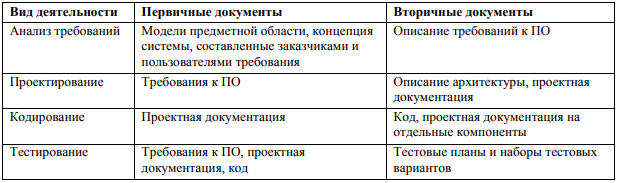 Вид деятельности Первичные документы Вторичные документы
Анализ требований Модели предметной области, концепция Описание требований к ПО
системы, составленные заказчиками и
пользователями требования
Проектирование Требования к ПО Описание архитектуры, проектная
документация
Кодирование Проектная документация Код, проектная документация на
отдельные компоненты
Тестирование Требования к ПО, проектная Тестовые планы и наборы тестовых
документация, код вариантов